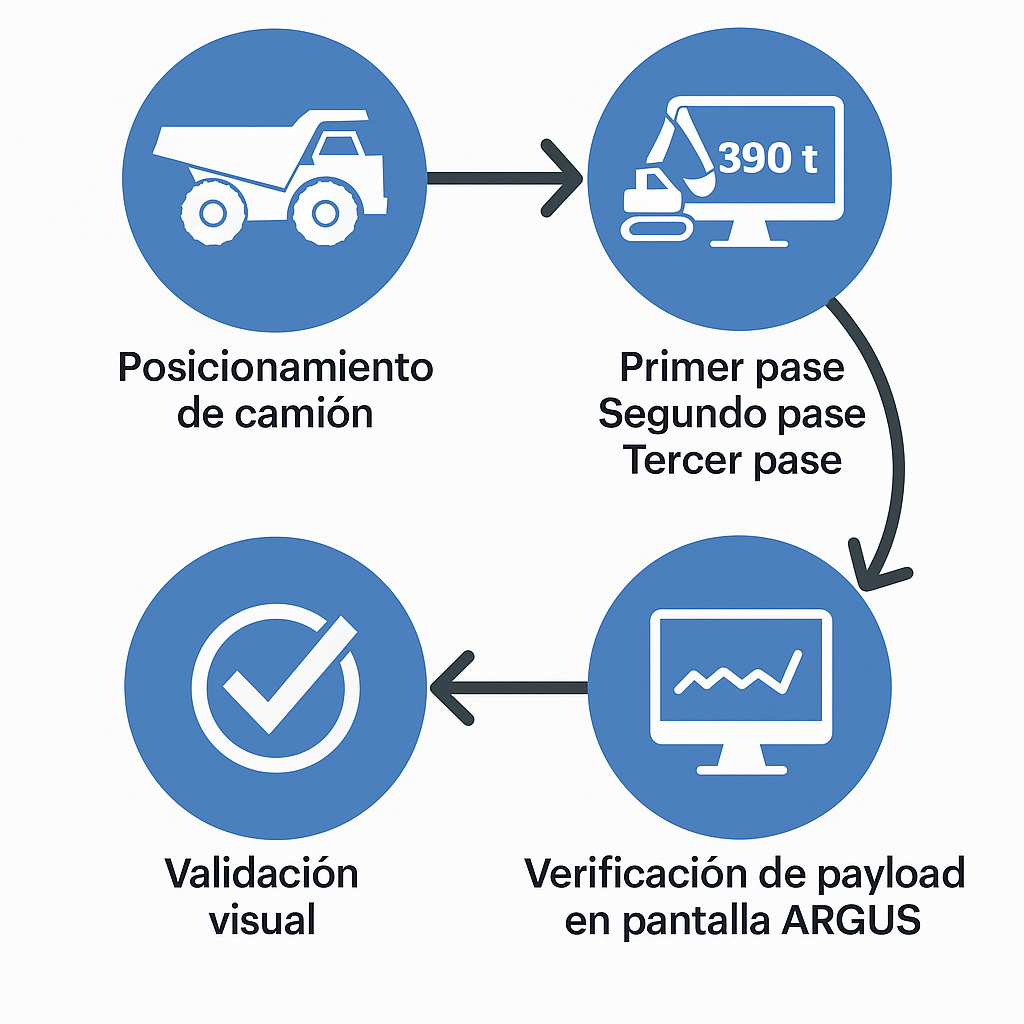 390 t
Posicionamiento
de camión
Primer pase
Segundo pase
Tercer pase
Validación
visual
Verificación de payload
en pantalla ARGUS